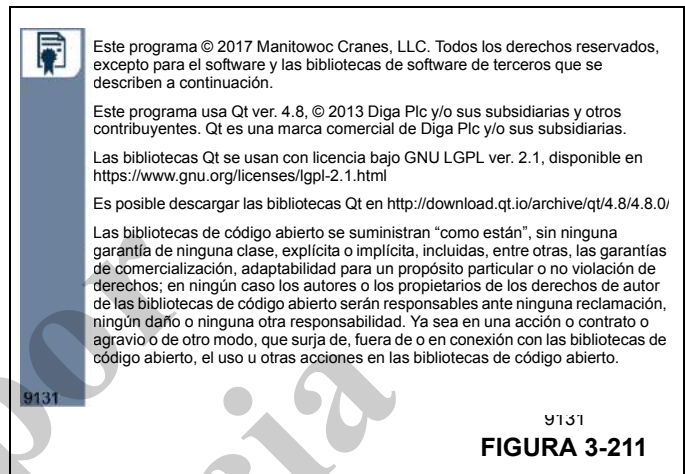 Este programa © 2017 Manitowoc Cranes, LLC. Todos los derechos reservados,
excepto para el software y las bibliotecas de software de terceros que se
describen a continuación.
Este programa usa Qt ver. 4.8, © 2013 Diga Plc y/o sus subsidiarias y otros
contribuyentes. Qt es una marca comercial de Diga Plc y/o sus subsidiarias.
Las bibliotecas Qt se usan con licencia bajo GNU LGPL ver. 2.1, disponible en
https://www.gnu.org/licenses/lgpl-2.1.html
Es posible descargar las bibliotecas Qt en http://download.qt.io/archive/qt/4.8/4.8.0/
Las bibliotecas de código abierto se suministran “como están”, sin ninguna
garantía de ninguna clase, explícita o implícita, incluidas, entre otras, las garantías
de comercialización, adaptabilidad para un propósito particular o no violación de
derechos; en ningún caso los autores o los propietarios de los derechos de autor
de las bibliotecas de código abierto serán responsables ante ninguna reclamación,
ningún daño o ninguna otra responsabilidad. Ya sea en una acción o contrato o
agravio o de otro modo, que surja de, fuera de o en conexión con las bibliotecas de
código abierto, el uso u otras acciones en las bibliotecas de código abierto.
9131
9131
FIGURA 3-211